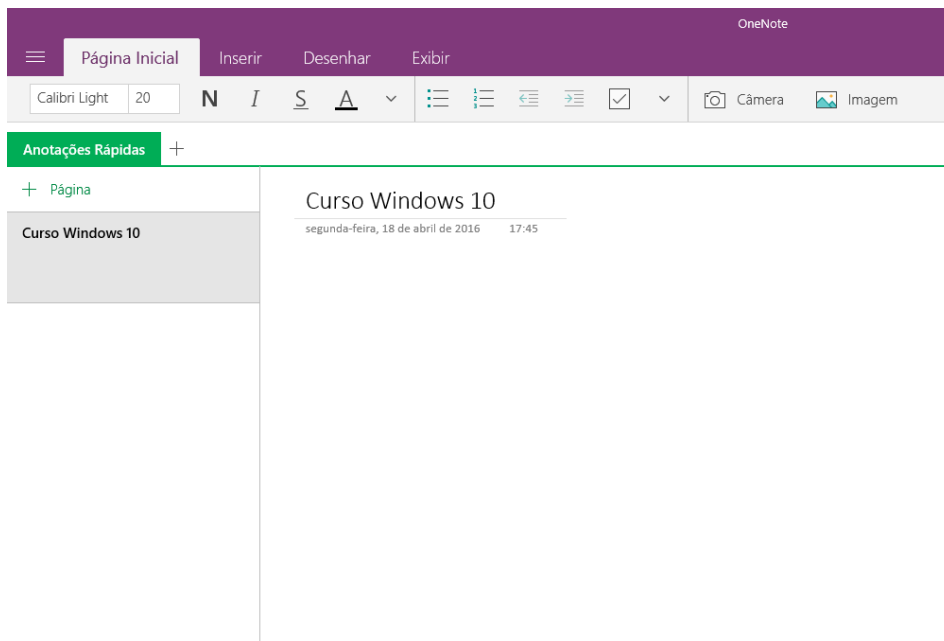 OneNote
Página Inicial Inserir Desenhar Exibir
Calibri Light 20 N I S A Câmera Imagem
Anotações Rápidas
Página
Curso Windows 10
Curso Windows 10
segunda-feira, 18 de abril de 2016 17:45